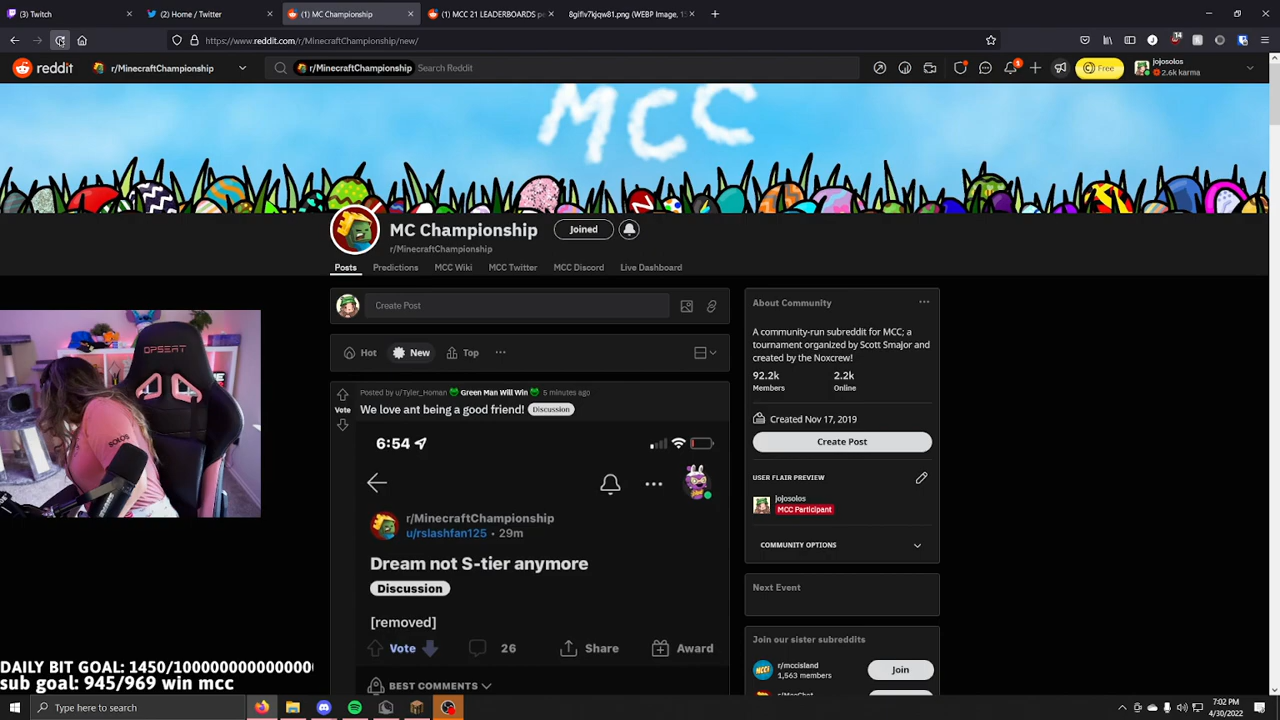 (3) Twitch
(2) Home / Twitter
(1) MC Championship
(1) MCC 21 LEADERBOARDS
8giflv7kjqw81.png (WEBP Image,
https://www.reddit.com/r/MinecraftChampionship/new/
reddit
r/MinecraftChampionship
r/MinecraftChampionship
Search Reddit
Free
jojosolos
2.6k karma
MCC
MC Championship
Joined
r/MinecraftChampionship
Posts
Predictions
MCC Wiki
MCC Twitter
MCC Discord
Live Dashboard
Create Post
Hot
New
Top
Posted by u/Tyler_Homan Green Man Will Win 5 minutes ago
Vote
We love ant being a good friend! Discussion
6:54
r/MinecraftChampionship
u/rslashfan125 • 29m
Dream not S-tier anymore
Discussion
[removed]
Vote
26
Share
Award
BEST COMMENTS
About Community
A community-run subreddit for MCC; a
tournament organized by Scott Smajor and
created by the Noxcrew!
92.2k
2.2k
Members
Online
Created Nov 17, 2019
Create Post
USER FLAIR PREVIEW
jojosolos
MCC Participant
COMMUNITY OPTIONS
Next Event
Join our sister subreddits
r/mccisland
1,563 members
Join
OPSEAT
SOLOS
DAILY BIT GOAL: 1450/1000000000000000
sub goal: 945/969 win mcc
Type here to search
7:02 PM
4/30/2022